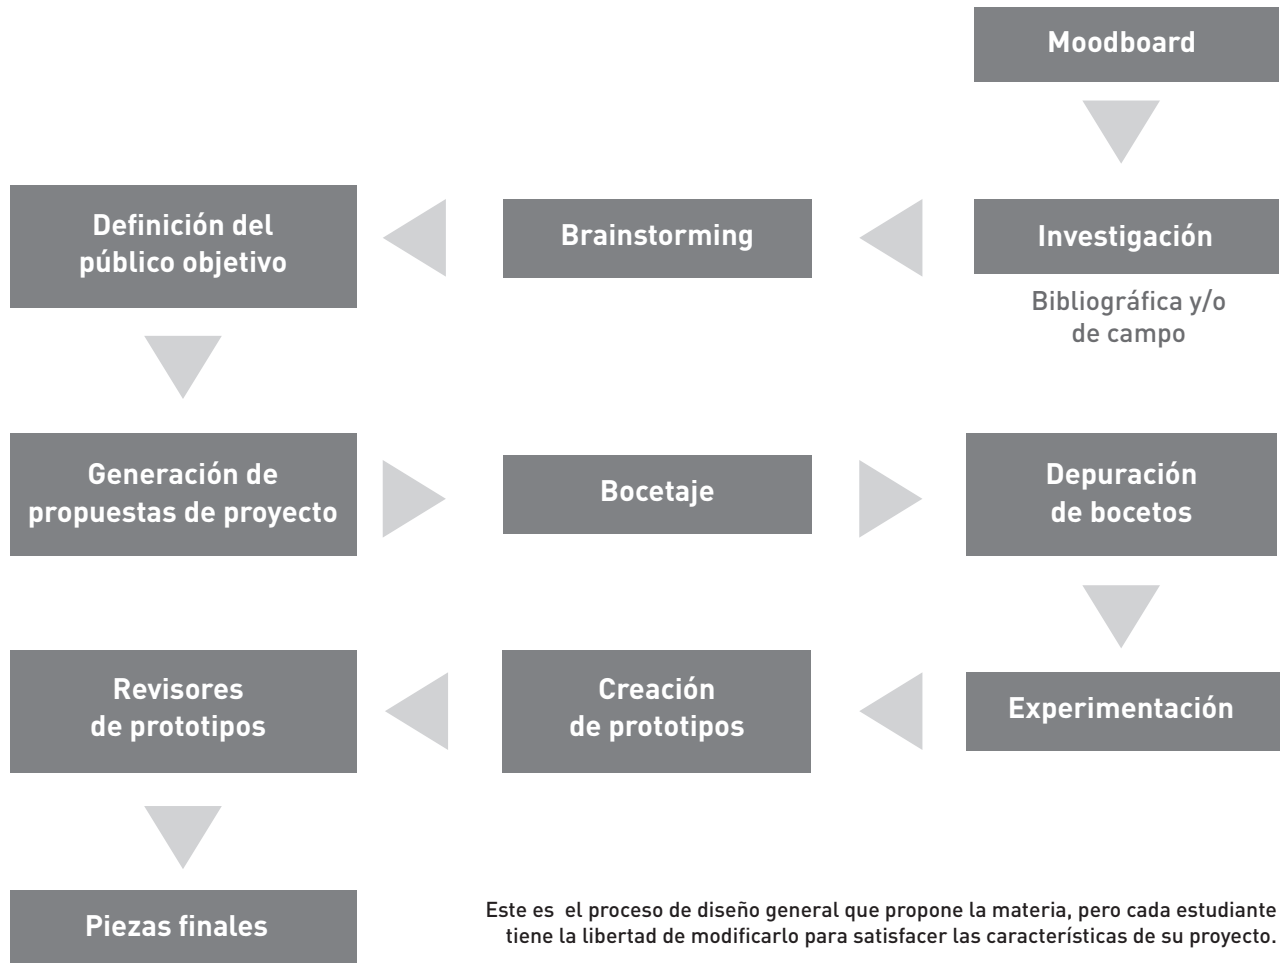 Moodboard
Investigación
Bibliográfica y/o
de campo
Brainstorming
Definición del
público objetivo
Generación de
propuestas de proyecto
Bocetaje
Depuración
de bocetos
Experimentación
Creación
de prototipos
Revisores
de prototipos
Piezas finales
Este es  el proceso de diseño general que propone la materia, pero cada estudiante
tiene la libertad de modificarlo para satisfacer las características de su proyecto.